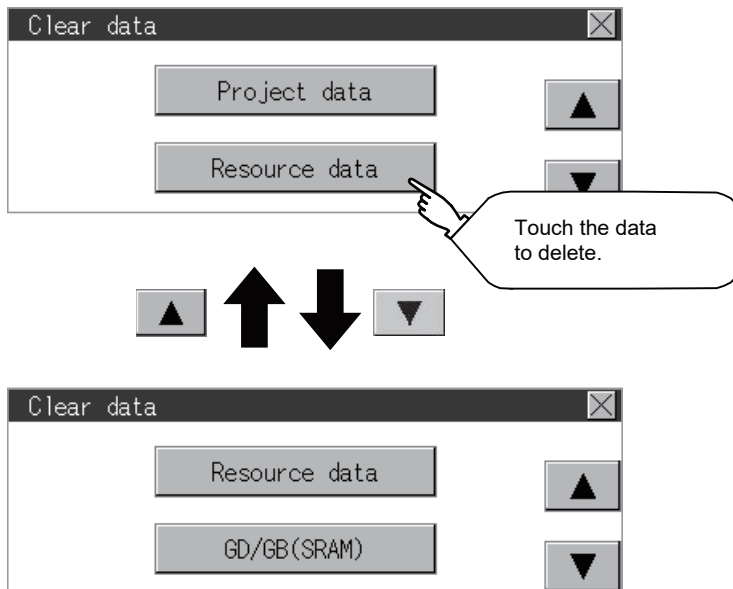 Clear data
Project data
Resource data
Touch the data
to delete.
Clear data
Resource data
GD/GB(SRAM)